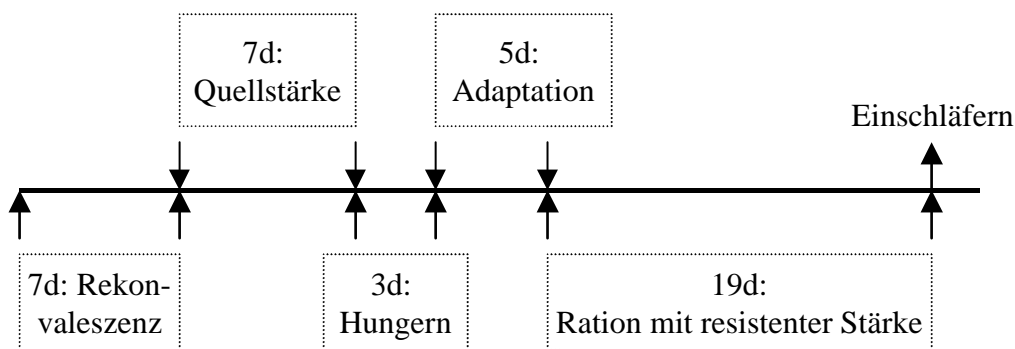 7d:
Quellstärke
5d:
Adaptation
Einschläfern
7d: Rekon-
valeszenz
3d:
Hungern
19d:
Ration mit resistenter Stärke